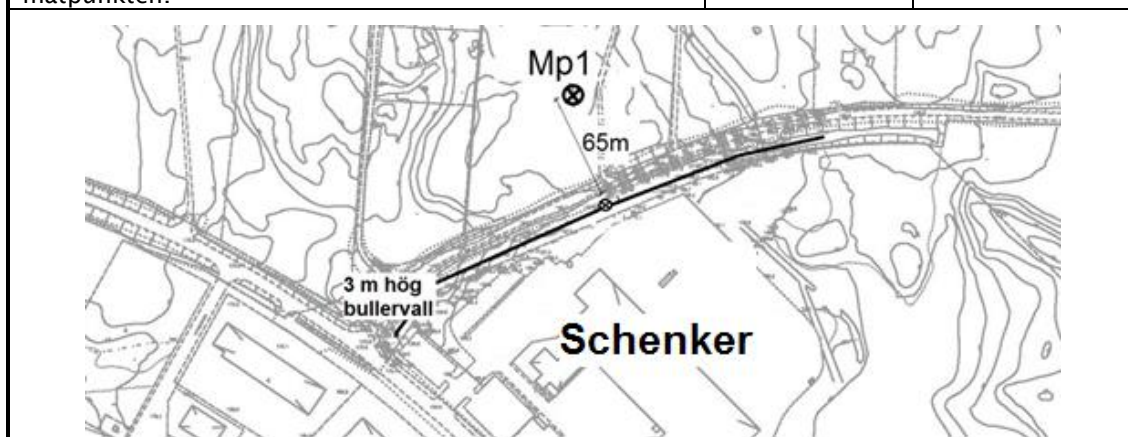 mätpunkten.
Mp1
65m
3 m hög
bullervall
Schenker